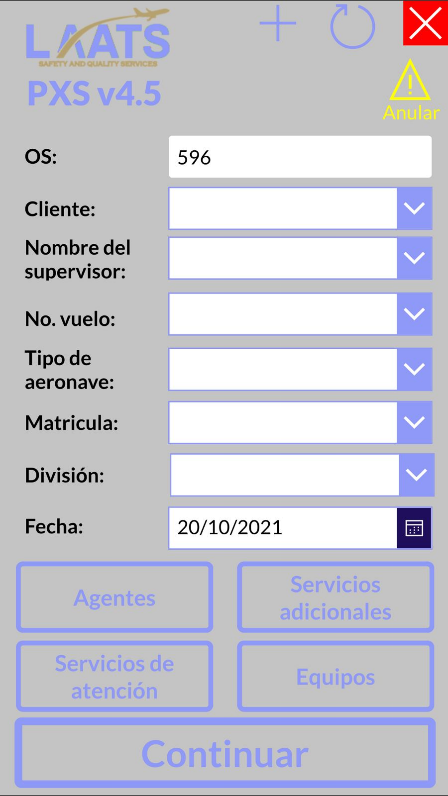 LAATS
SAFETY AND QUALITY SERVICES
PXS v4.5
Anular
OS:
596
Cliente:
Nombre del
supervisor:
No. vuelo:
Tipo de
aeronave:
Matricula:
División:
Fecha:
20/10/2021
Agentes
Servicios
adicionales
Servicios de
atención
Equipos
Continuar